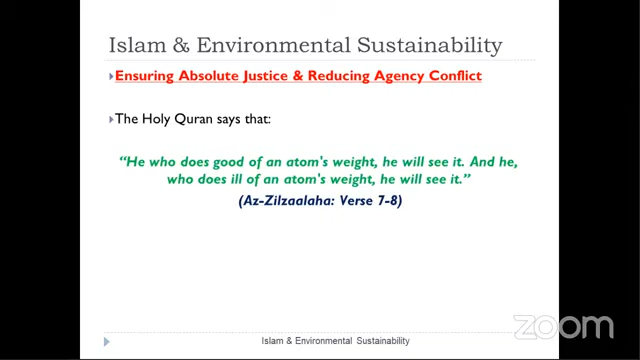 Islam & Environmental Sustainability
Ensuring Absolute Justice & Reducing Agency Conflict
The Holy Quran says that:
“He who does good of an atom's weight, he will see it. And he,
who does ill of an atom's weight, he will see it.”
(Az-Zilzaalaha: Verse 7-8)
Islam & Environmental Sustainability
zoom